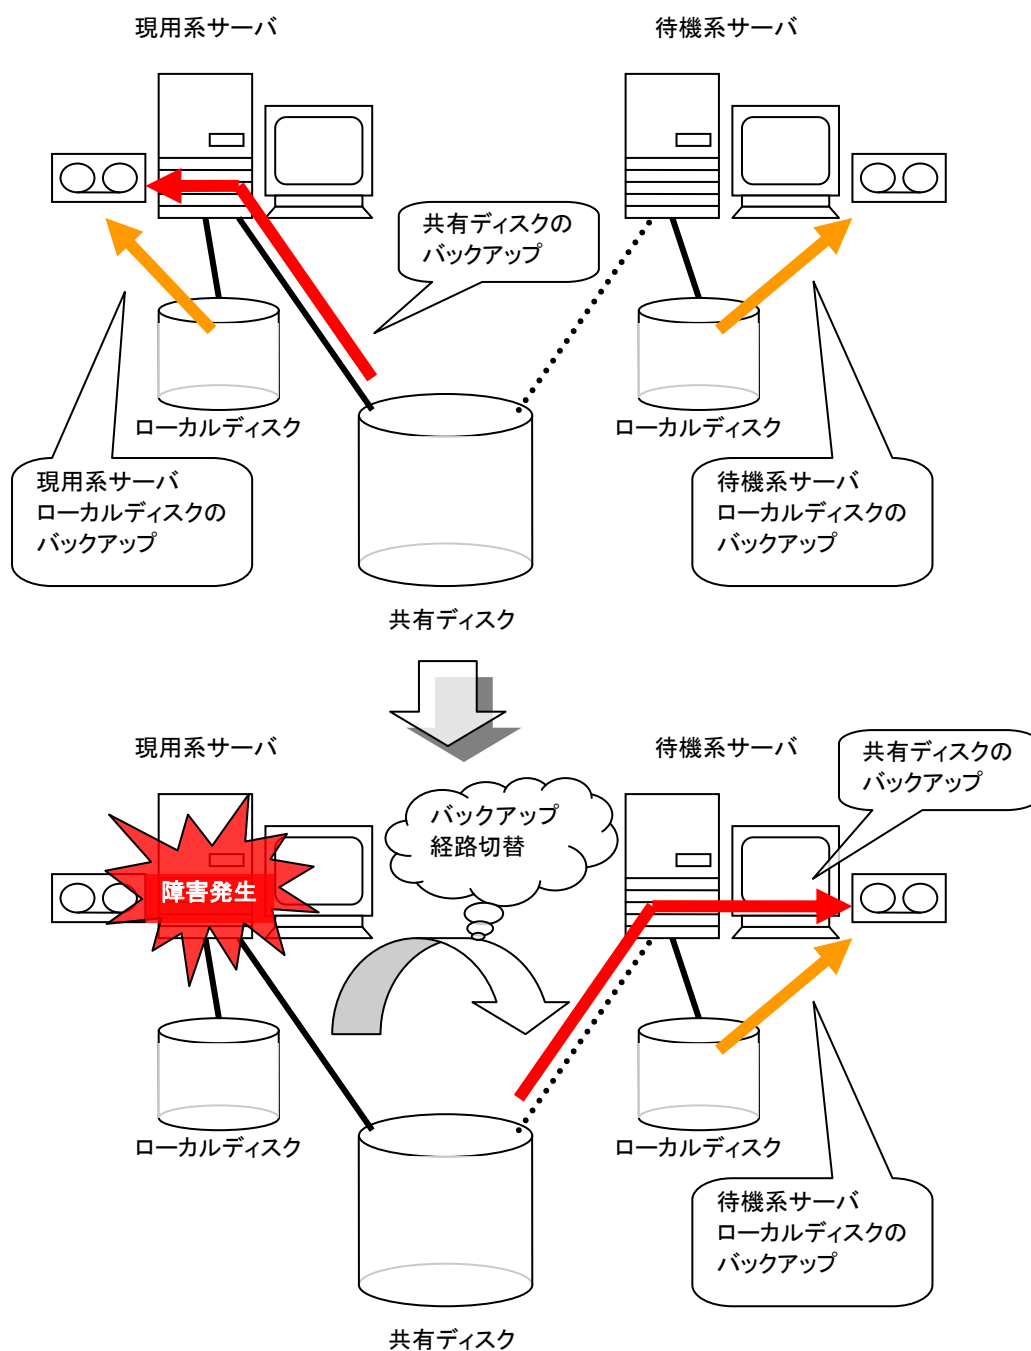 現用系サーバ
待機系サーバ
共有ディスクの
バックアップ
ローカルディスク
ローカルディスク
現用系サーバ
ローカルディスクの
バックアップ
待機系サーバ
ローカルディスクの
バックアップ
共有ディスク
現用系サーバ
待機系サーバ
共有ディスクの
バックアップ
バックアップ
経路切替
障害発生
ローカルディスク
ローカルディスク
待機系サーバ
ローカルディスクの
バックアップ
共有ディスク